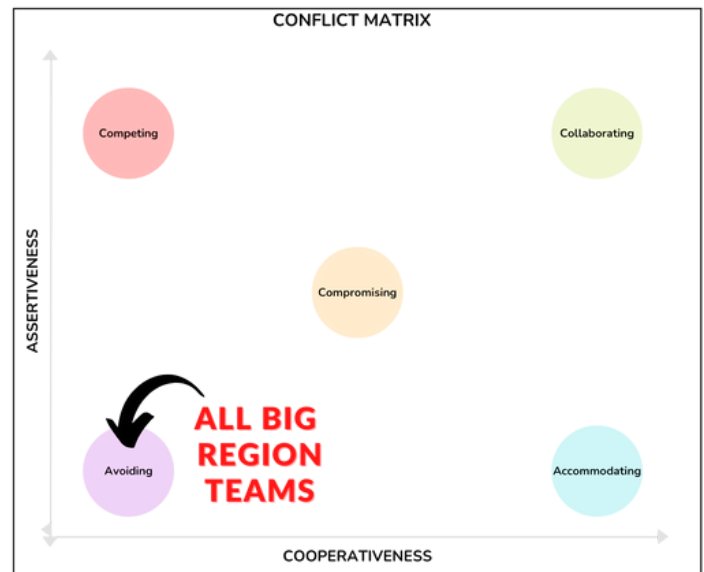 CONFLICT MATRIX
Competing
Collaborating
ASSERTIVENESS
Compromising
ALL BIG
REGION
TEAMS
Avoiding
Accommodating
COOPERATIVENESS